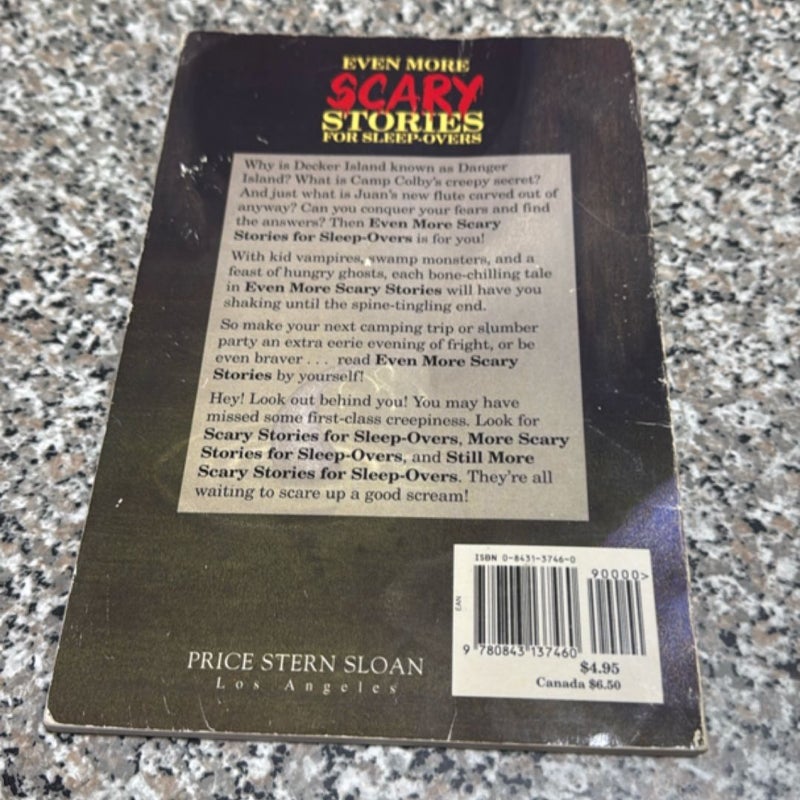 EVEN MORE
SCARY
STORIES
FOR SLEEP-OVERS
Why is Decker Island known as Danger
Island? What is Camp Colby's creepy secret?
And just what is Juan's new flute carved out of
anyway? Can you conquer your fears and find
the answers? Then Even More Scary
Stories for Sleep-Overs is for you!
With kid vampires, swamp monsters, and a
feast of hungry ghosts, each bone-chilling tale
in Even More Scary Stories will have you
shaking until the spine-tingling end.
So make your next camping trip or slumber
party an extra eerie evening of fright, or be
even braver . . . read Even More Scary
Stories by yourself!
Hey! Look out behind you! You may have
missed some first-class creepiness. Look for
Scary Stories for Sleep-Overs, More Scary
Stories for Sleep-Overs, and Still More
Scary Stories for Sleep-Overs. They're all
waiting to scare up a good scream!
ISBN 0-8431-3746-0
90000>
EAN
9 780843 137460
$4.95
Canada $6.50
PRICE STERN SLOAN
Los Angeles